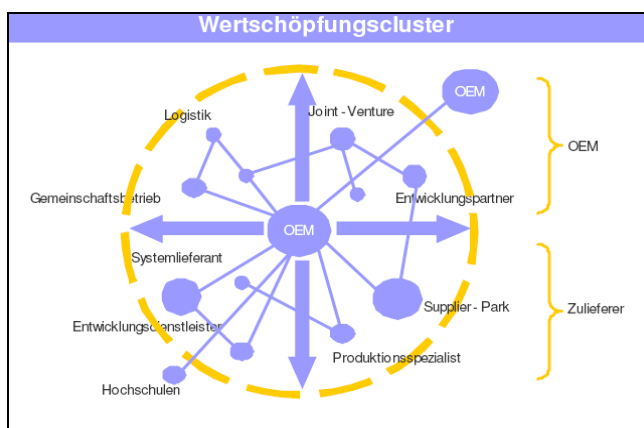 Wertschöpfungscluster
OEM
Logistik
Joint - Venture
OEM
Gemeinschaftsbetrieb
Entwicklungspartner
OEM
Systemlieferant
Supplier - Park
Zulieferer
Entwicklungsdienstleister
Produktionsspezialist
Hochschulen